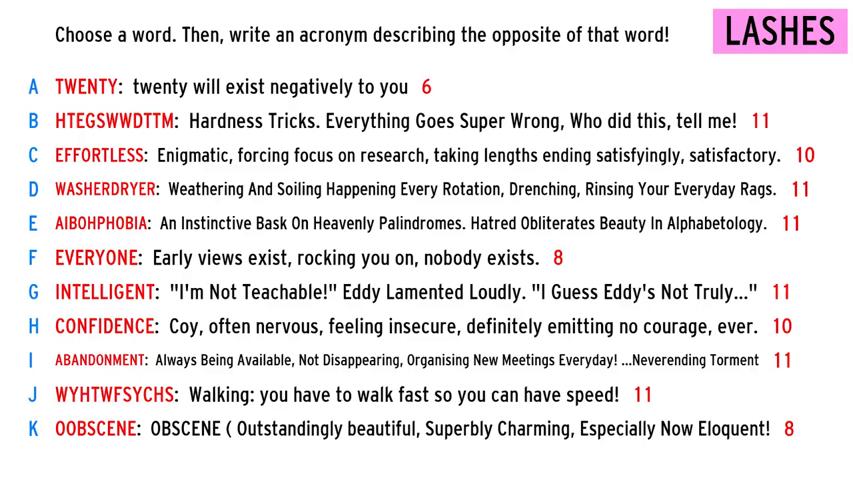 Choose a word. Then, write an acronym describing the opposite of that word!
LASHES
A TWENTY: twenty will exist negatively to you 6
B HTEGSWWDTTM: Hardness Tricks. Everything Goes Super Wrong, Who did this, tell me! 11
C EFFORTLESS: Enigmatic, forcing focus on research, taking lengths ending satisfyingly, satisfactory. 10
D WASHERDRYER: Weathering And Soiling Happening Every Rotation, Drenching, Rinsing Your Everyday Rags. 11
E AIBOHPHOBIA: An Instinctive Bask On Heavenly Palindromes. Hatred Obliterates Beauty In Alphabetology. 11
F EVERYONE: Early views exist, rocking you on, nobody exists. 8
G INTELLIGENT: "I'm Not Teachable!" Eddy Lamented Loudly. "I Guess Eddy's Not Truly..." 11
H CONFIDENCE: Coy, often nervous, feeling insecure, definitely emitting no courage, ever. 10
I ABANDONMENT: Always Being Available, Not Disappearing, Organising New Meetings Everyday! ...Neverending Torment 11
J WYHTWFSYCHS: Walking: you have to walk fast so you can have speed! 11
K OOBSCENE: OBSCENE ( Outstandingly beautiful, Superbly Charming, Especially Now Eloquent! 8